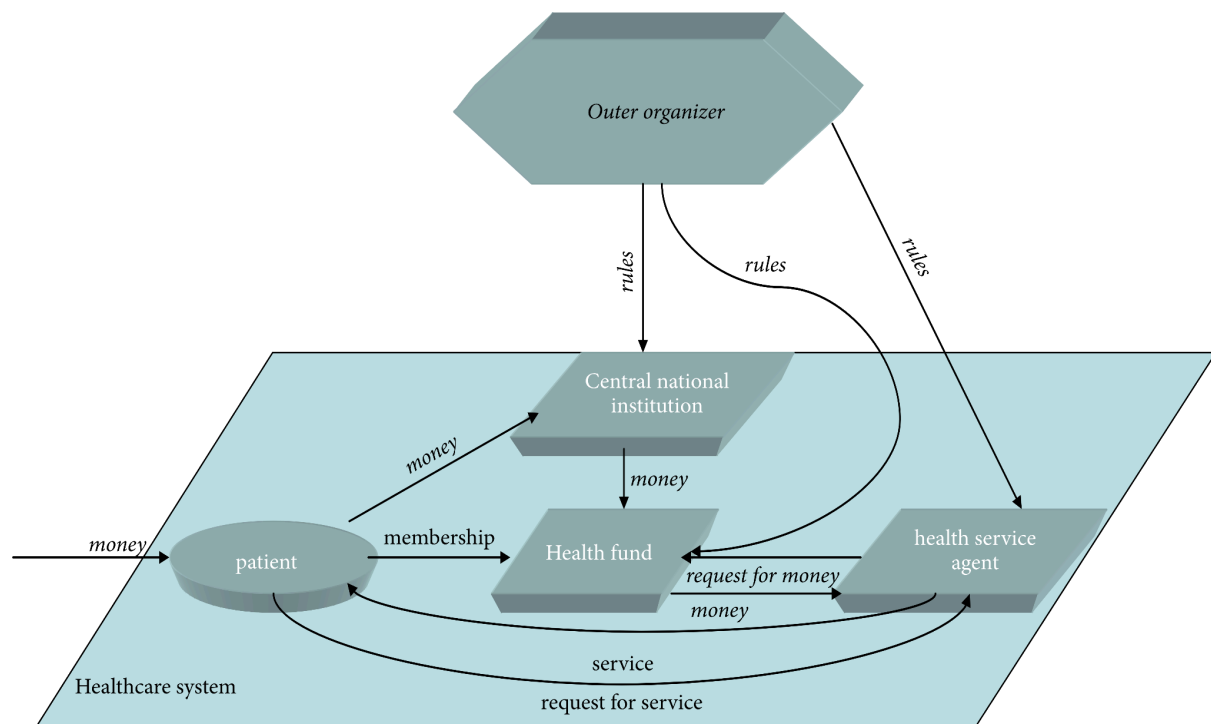 Outer organizer
rules
rules
rules
Central national
institution
money
money
money
patient
membership
Health fund
health service
agent
request for money
money
service
request for service
Healthcare system